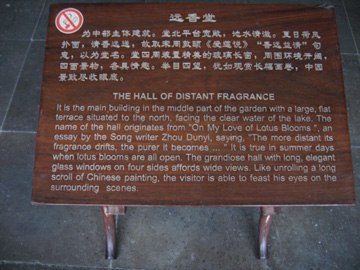 远香堂
为中部主体建筑。堂北平台宽敞，池水清澈。夏日荷风
扑面，清香远送，故取宋周敦颐《爱莲说》“香远益清”句
意，以为堂名。堂四周装置精美的玻璃长窗，周围环境开阔，
四面景物，各具情趣，举目四望，犹如观赏长幅画卷，中国
景致尽收眼底。
THE HALL OF DISTANT FRAGRANCE
It is the main building in the middle part of the garden with a large, flat
terrace situated to the north, facing the clear water of the lake. The
name of the hall originates from "On My Love of Lotus Blooms ", an
essay by the Song writer Zhou Dunyi, saying, "The more distant its
fragrance drifts, the purer it becomes ... " It is true in summer days
when lotus blooms are all open. The grandiose hall with long, elegant
glass windows on four sides affords wide views. Like unrolling a long
scroll of Chinese painting, the visitor is able to feast his eyes on the
surrounding scenes.